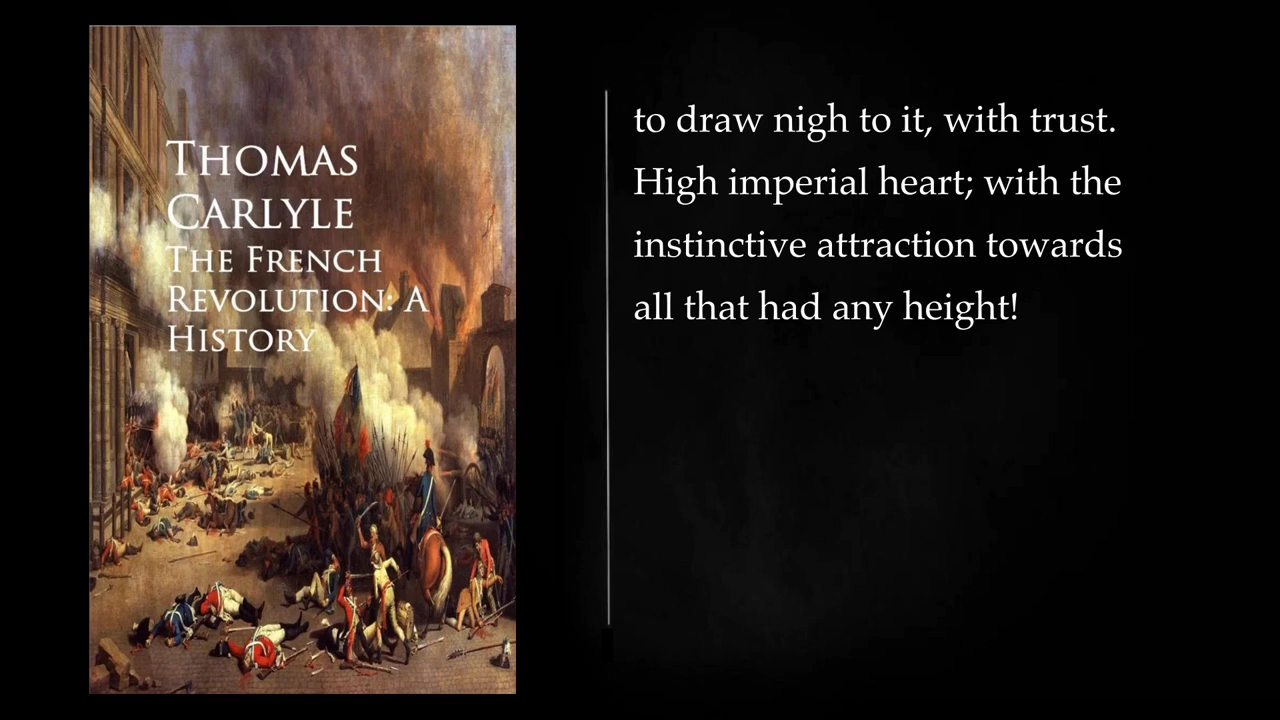 THOMAS
CARLYLE
THE FRENCH
REVOLUTION: A
HISTORY
to draw nigh to it, with trust.
High imperial heart; with the
instinctive attraction towards
all that had any height!